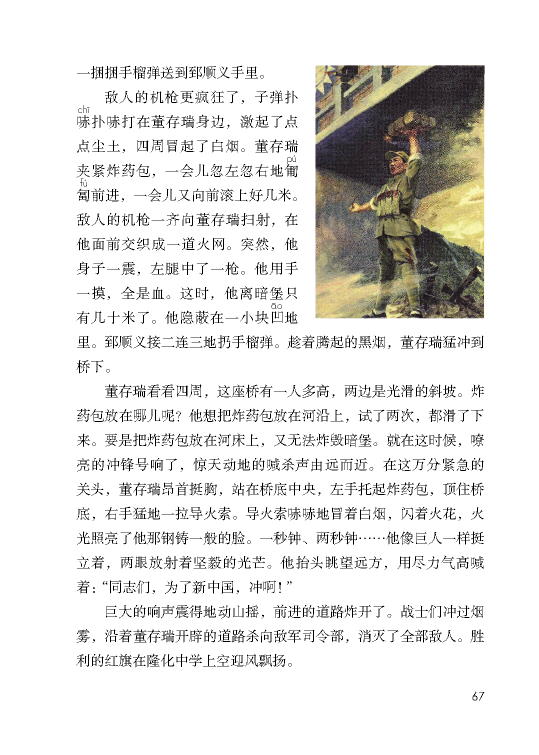 一捆捆手榴弹送到郅顺义手里。
敌人的机枪更疯狂了，子弹扑
chī
哧扑哧打在董存瑞身边，激起了点
点尘土，四周冒起了白烟。董存瑞
pú
夹紧炸药包，一会儿忽左忽右地匍
fú
匐前进，一会儿又向前滚上好几米。
敌人的机枪一齐向董存瑞扫射，在
他面前交织成一道火网。突然，他
身子一震，左腿中了一枪。他用手
一摸，全是血。这时，他离暗堡只
āo
有几十米了。他隐蔽在一小块凹地
里。郅顺义接二连三地扔手榴弹。趁着腾起的黑烟，董存瑞猛冲到
桥下。
董存瑞看看四周，这座桥有一人多高，两边是光滑的斜坡。炸
药包放在哪儿呢？他想把炸药包放在河沿上，试了两次，都滑了下
来。要是把炸药包放在河床上，又无法炸毁暗堡。就在这时候，嘹
亮的冲锋号响了，惊天动地的喊杀声由远而近。在这万分紧急的
关头，董存瑞昂首挺胸，站在桥底中央，左手托起炸药包，顶住桥
底，右手猛地一拉导火索。导火索哧哧地冒着白烟，闪着火花，火
光照亮了他那钢铸一般的脸。一秒钟、两秒钟……他像巨人一样挺
立着，两眼放射着坚毅的光芒。他抬头眺望远方，用尽力气高喊
着：“同志们，为了新中国，冲啊！”
巨大的响声震得地动山摇，前进的道路炸开了。战士们冲过烟
雾，沿着董存瑞开辟的道路杀向敌军司令部，消灭了全部敌人。胜
利的红旗在隆化中学上空迎风飘扬。
67